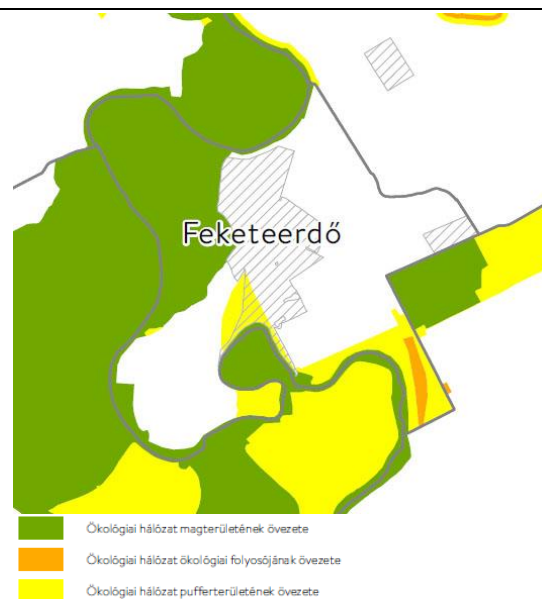 Feketeerdő
Ökológiai hálózat magterületének övezete
Ökológiai hálózat ökológiai folyosójának övezete
Ökológiai hálózat pufferterületének övezete